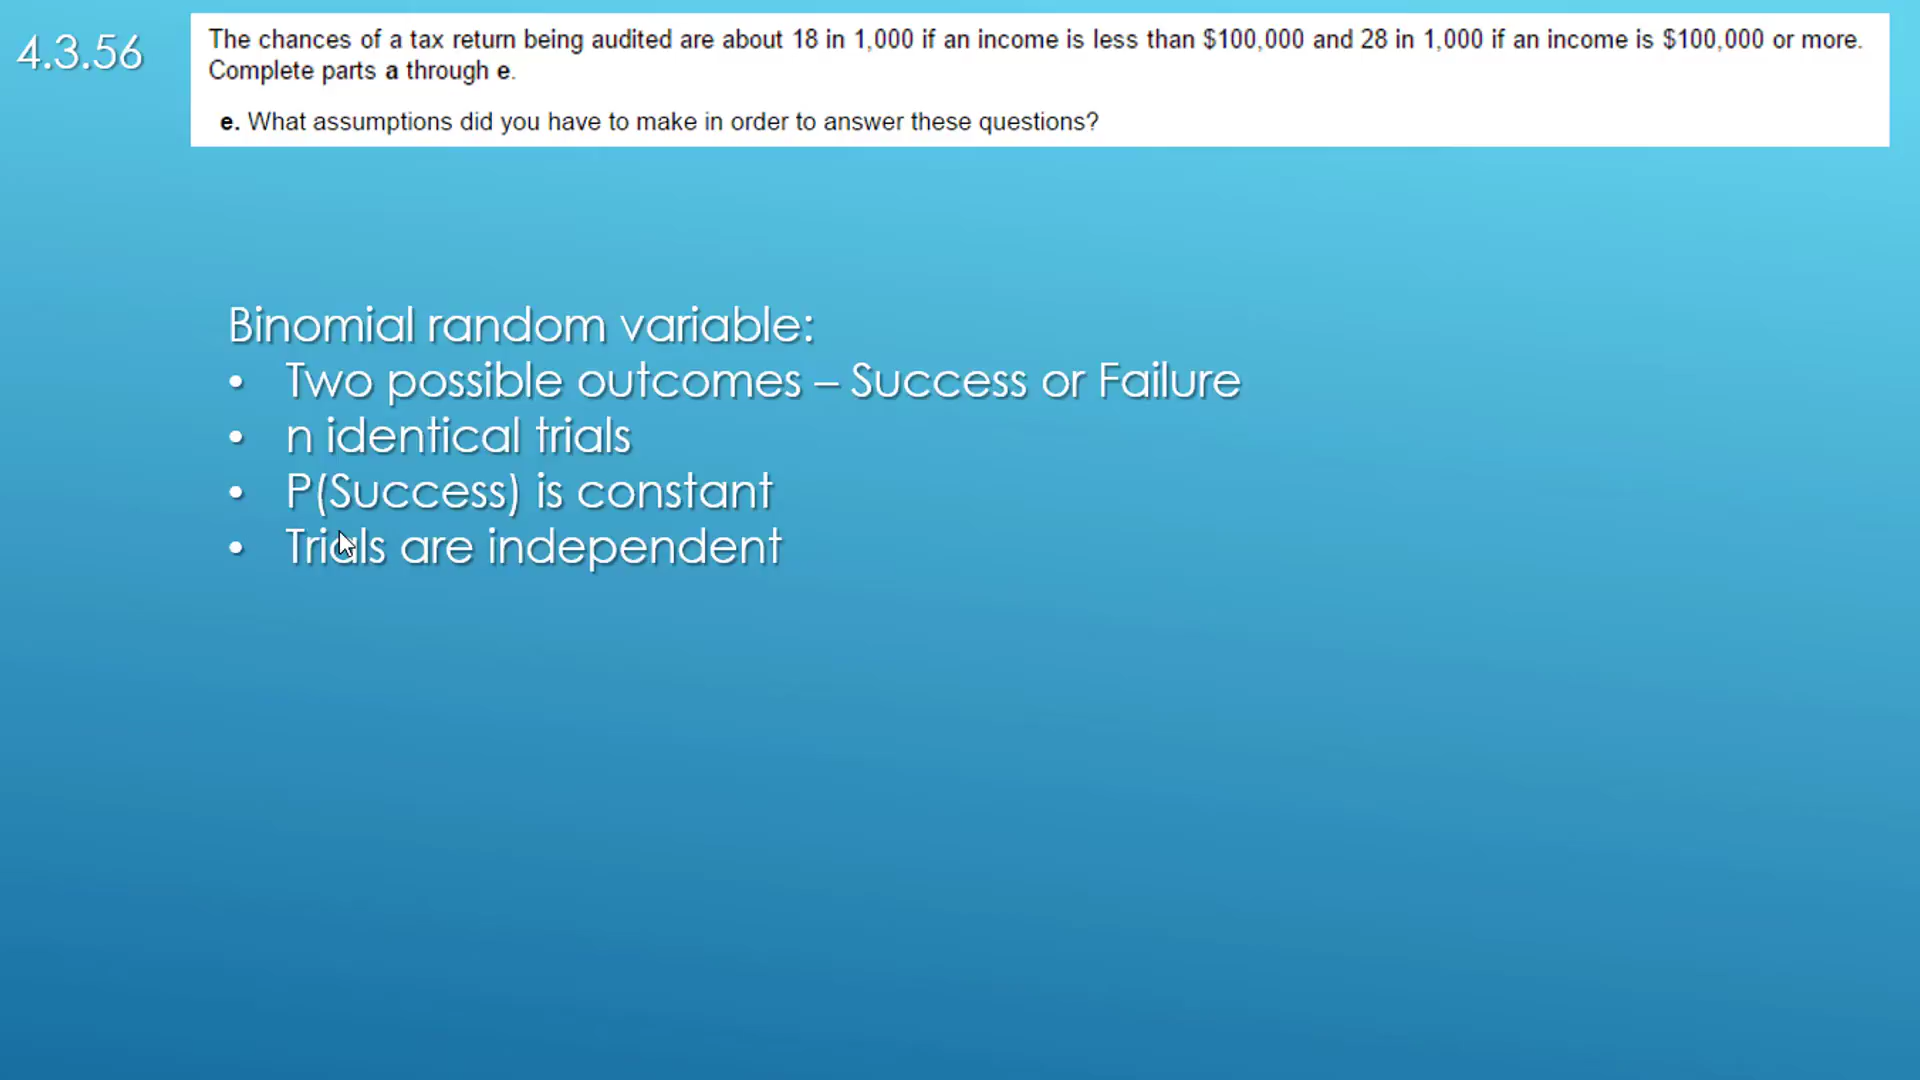 4.3.56
The chances of a tax return being audited are about 18 in 1,000 if an income is less than $100,000 and 28 in 1,000 if an income is $100,000 or more.
Complete parts a through e.
e. What assumptions did you have to make in order to answer these questions?
Binomial random variable:
• Two possible outcomes – Success or Failure
• n identical trials
• P(Success) is constant
• Trials are independent